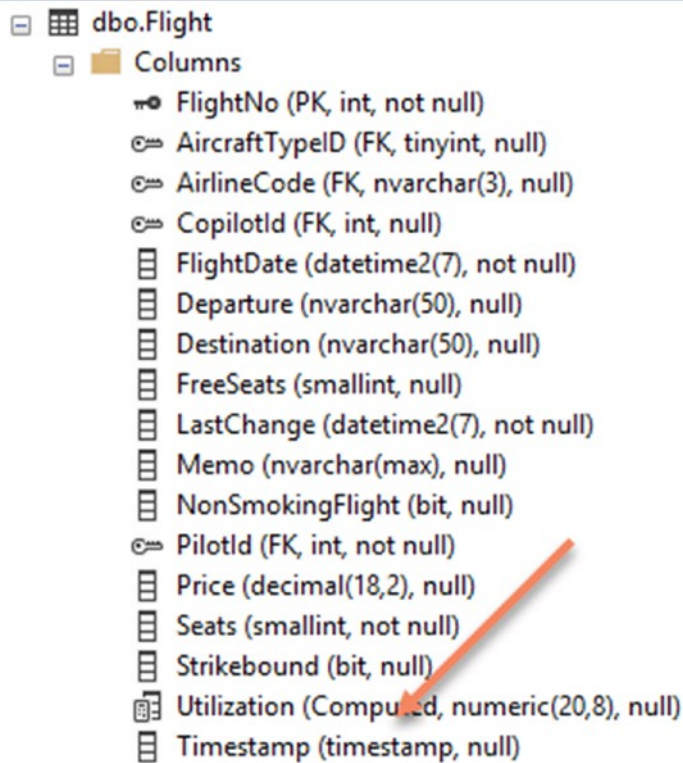 dbo.Flight
Columns
FlightNo (PK, int, not null)
AircraftTypeID (FK, tinyint, null)
AirlineCode (FK, nvarchar(3), null)
CopilotId (FK, int, null)
FlightDate (datetime2(7), not null)
Departure (nvarchar(50), null)
Destination (nvarchar(50), null)
FreeSeats (smallint, null)
LastChange (datetime2(7), not null)
Memo (nvarchar(max), null)
NonSmokingFlight (bit, null)
PilotId (FK, int, not null)
Price (decimal(18,2), null)
Seats (smallint, not null)
Strikebound (bit, null)
Utilization (Computed, numeric(20,8), null)
Timestamp (timestamp, null)